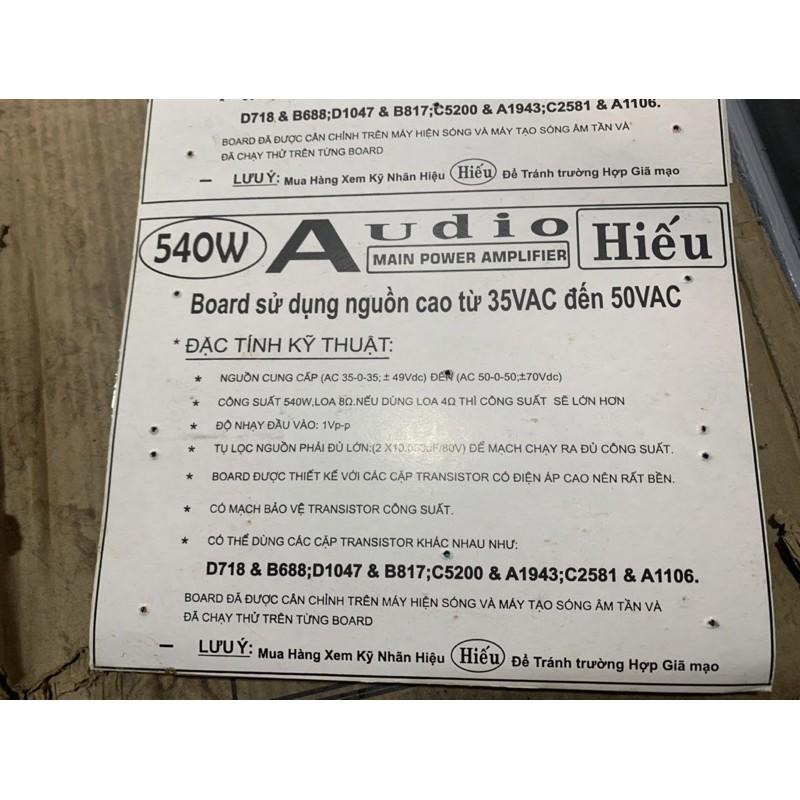 D718 & B688;D1047 & B817;C5200 & A1943;C2581 & A1106.
BOARD ĐÃ ĐƯỢC CÂN CHỈNH TRÊN MÁY HIỆN SÓNG VÀ MÁY TẠO SÓNG ÂM TẦN VÀ
ĐÃ CHẠY THỬ TRÊN TỪNG BOARD
– LƯU Ý: Mua Hàng Xem Kỹ Nhãn Hiệu Hiếu Để Tránh trường Hợp Giã mạo
540W Audio Hiếu
MAIN POWER AMPLIFIER
* Board sử dụng nguồn cao từ 35VAC đến 50VAC
* ĐẶC TÍNH KỸ THUẬT:
* NGUỒN CUNG CẤP (AC 35-0-35; ± 49Vdc) ĐẾN (AC 50-0-50;±70Vdc)
* CÔNG SUẤT 540W,LOA 8Ω.NẾU DÙNG LOA 4Ω THÌ CÔNG SUẤT SẼ LỚN HƠN
* ĐỘ NHẠY ĐẦU VÀO: 1Vp-p
* TỤ LỌC NGUỒN PHẢI ĐỦ LỚN:(2 X10.000uF/80V) ĐỂ MẠCH CHẠY RA ĐỦ CÔNG SUẤT.
* BOARD ĐƯỢC THIẾT KẾ VỚI CÁC CẶP TRANSISTOR CÓ ĐIỆN ÁP CAO NÊN RẤT BỀN.
* CÓ MẠCH BẢO VỆ TRANSISTOR CÔNG SUẤT.
* CÓ THỂ DÙNG CÁC CẶP TRANSISTOR KHÁC NHAU NHƯ:
D718 & B688;D1047 & B817;C5200 & A1943;C2581 & A1106.
BOARD ĐÃ ĐƯỢC CÂN CHỈNH TRÊN MÁY HIỆN SÓNG VÀ MÁY TẠO SÓNG ÂM TẦN VÀ
ĐÃ CHẠY THỬ TRÊN TỪNG BOARD
– LƯU Ý: Mua Hàng Xem Kỹ Nhãn Hiệu Hiếu Để Tránh trường Hợp Giã mạo